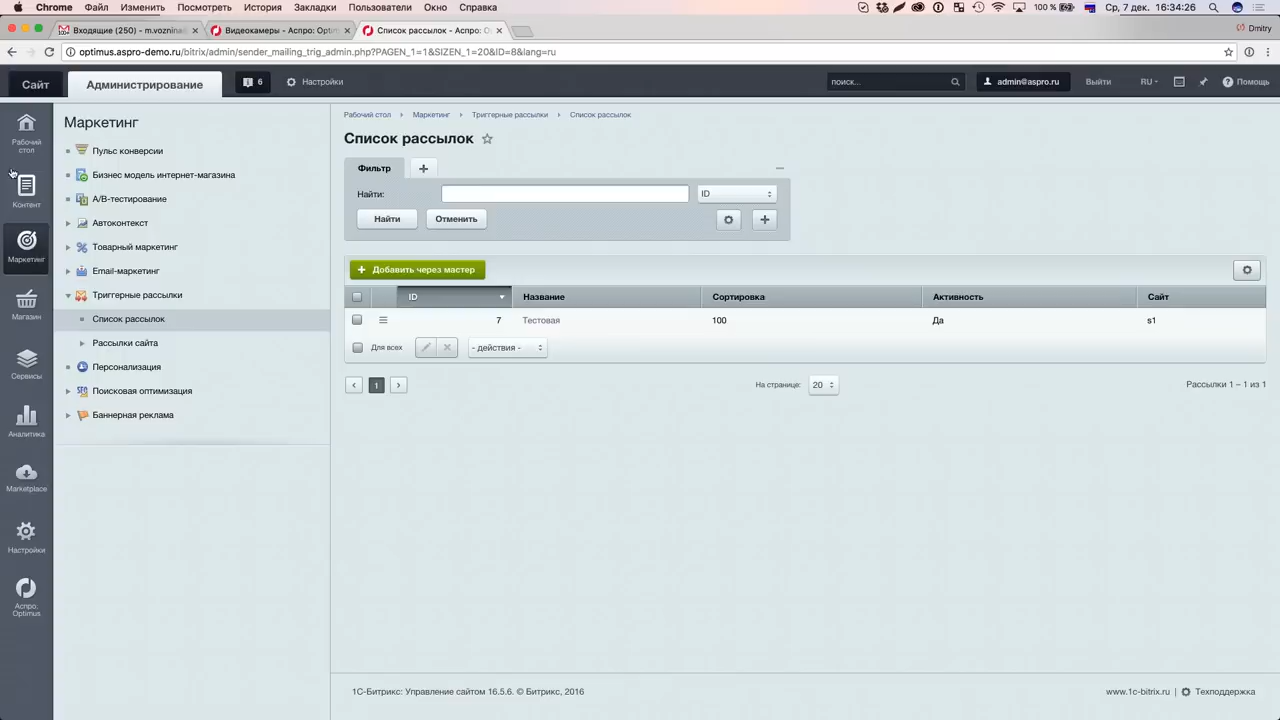 Chrome Файл Изменить Посмотреть История Закладки Пользователи Окно Справка 100 % Ср, 7 дек. 16:34:26
Входящие (250) - m.voznina
Видеокамеры - Аспро: Опти
Список рассылок - Аспро: O
Dmitry
optimus.aspro-demo.ru/bitrix/admin/sender_mailing_trig_admin.php?PAGEN_1=1&SIZEN_1=20&ID=8&lang=ru
Сайт Администрирование 6 Настройки поиск... admin@aspro.ru Выйти RU Помощь
Рабочий стол
Контент
Маркетинг
Магазин
Сервисы
Аналитика
Marketplace
Настройки
Аспро: Optimus
Маркетинг
Пульс конверсии
Бизнес модель интернет-магазина
A/B-тестирование
Автоконтекст
Товарный маркетинг
Email-маркетинг
Триггерные рассылки
Список рассылок
Рассылки сайта
Персонализация
Поисковая оптимизация
Баннерная реклама
Рабочий стол Маркетинг Триггерные рассылки Список рассылок
Список рассылок
Фильтр
Найти: ID
Найти Отменить
Добавить через мастер
ID Название Сортировка Активность Сайт
7 Тестовая 100 Да s1
Для всех - действия -
1 На странице: 20 Рассылки 1 – 1 из 1
1С-Битрикс: Управление сайтом 16.5.6. © Битрикс, 2016 www.1c-bitrix.ru Техподдержка